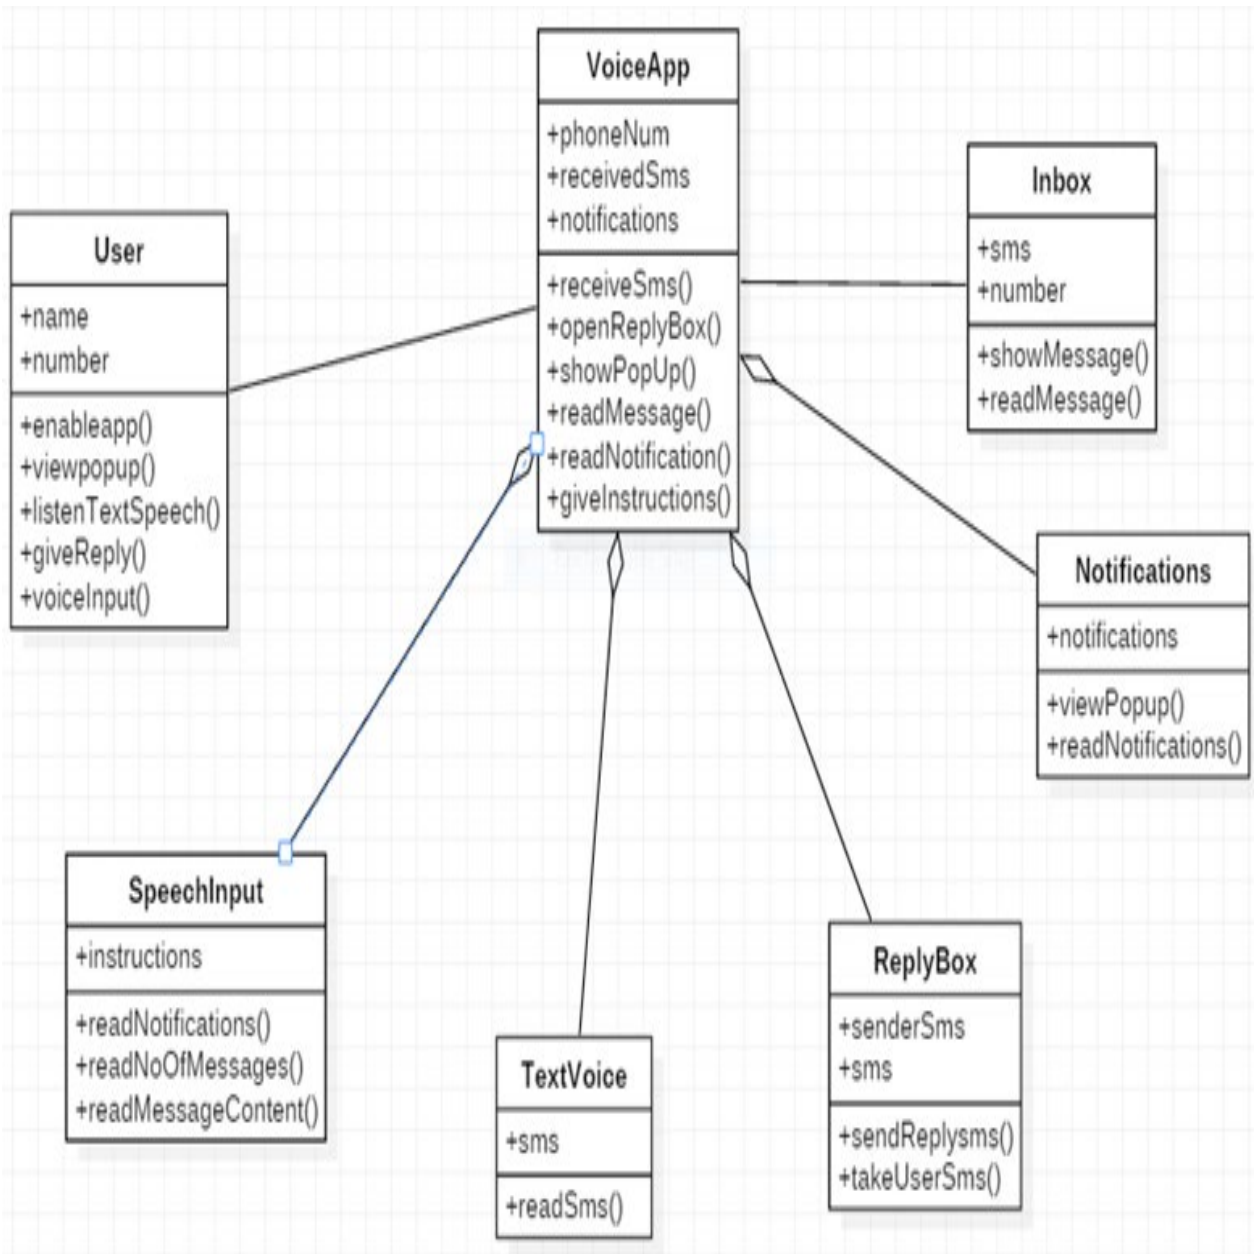 VoiceApp
+phoneNum
+receivedSms
+notifications
+receiveSms()
+openReplyBox()
+showPopUp()
+readMessage()
+readNotification()
+giveInstructions()
Inbox
+sms
+number
+showMessage()
+readMessage()
User
+name
+number
+enableapp()
+viewpopup()
+listenTextSpeech()
+giveReply()
+voiceInput()
Notifications
+notifications
+viewPopup()
+readNotifications()
SpeechInput
+instructions
+readNotifications()
+readNoOfMessages()
+readMessageContent()
TextVoice
+sms
+readSms()
ReplyBox
+senderSms
+sms
+sendReplysms()
+takeUserSms()